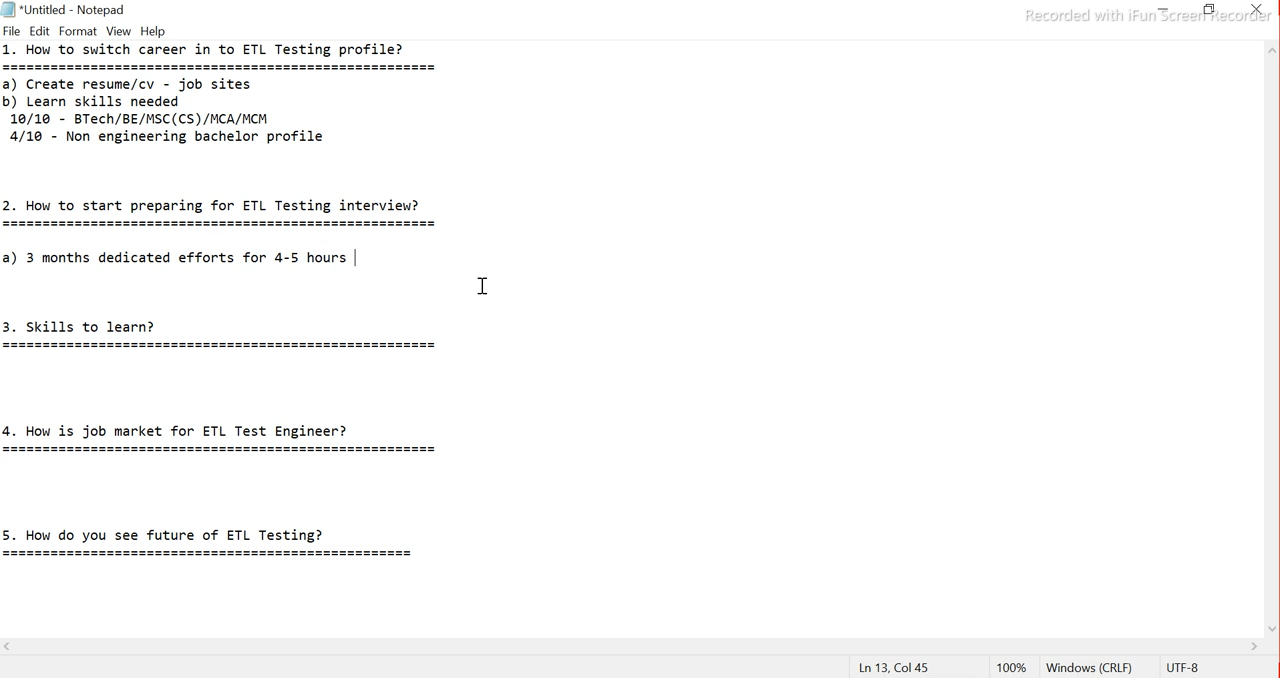 *Untitled - Notepad
Recorded with iFun Screen Recorder
File Edit Format View Help
1. How to switch career in to ETL Testing profile?
======================================================
a) Create resume/cv - job sites
b) Learn skills needed
10/10 - BTech/BE/MSC(CS)/MCA/MCM
4/10 - Non engineering bachelor profile
2. How to start preparing for ETL Testing interview?
======================================================
a) 3 months dedicated efforts for 4-5 hours
3. Skills to learn?
======================================================
4. How is job market for ETL Test Engineer?
======================================================
5. How do you see future of ETL Testing?
===================================================
Ln 13, Col 45 100% Windows (CRLF) UTF-8